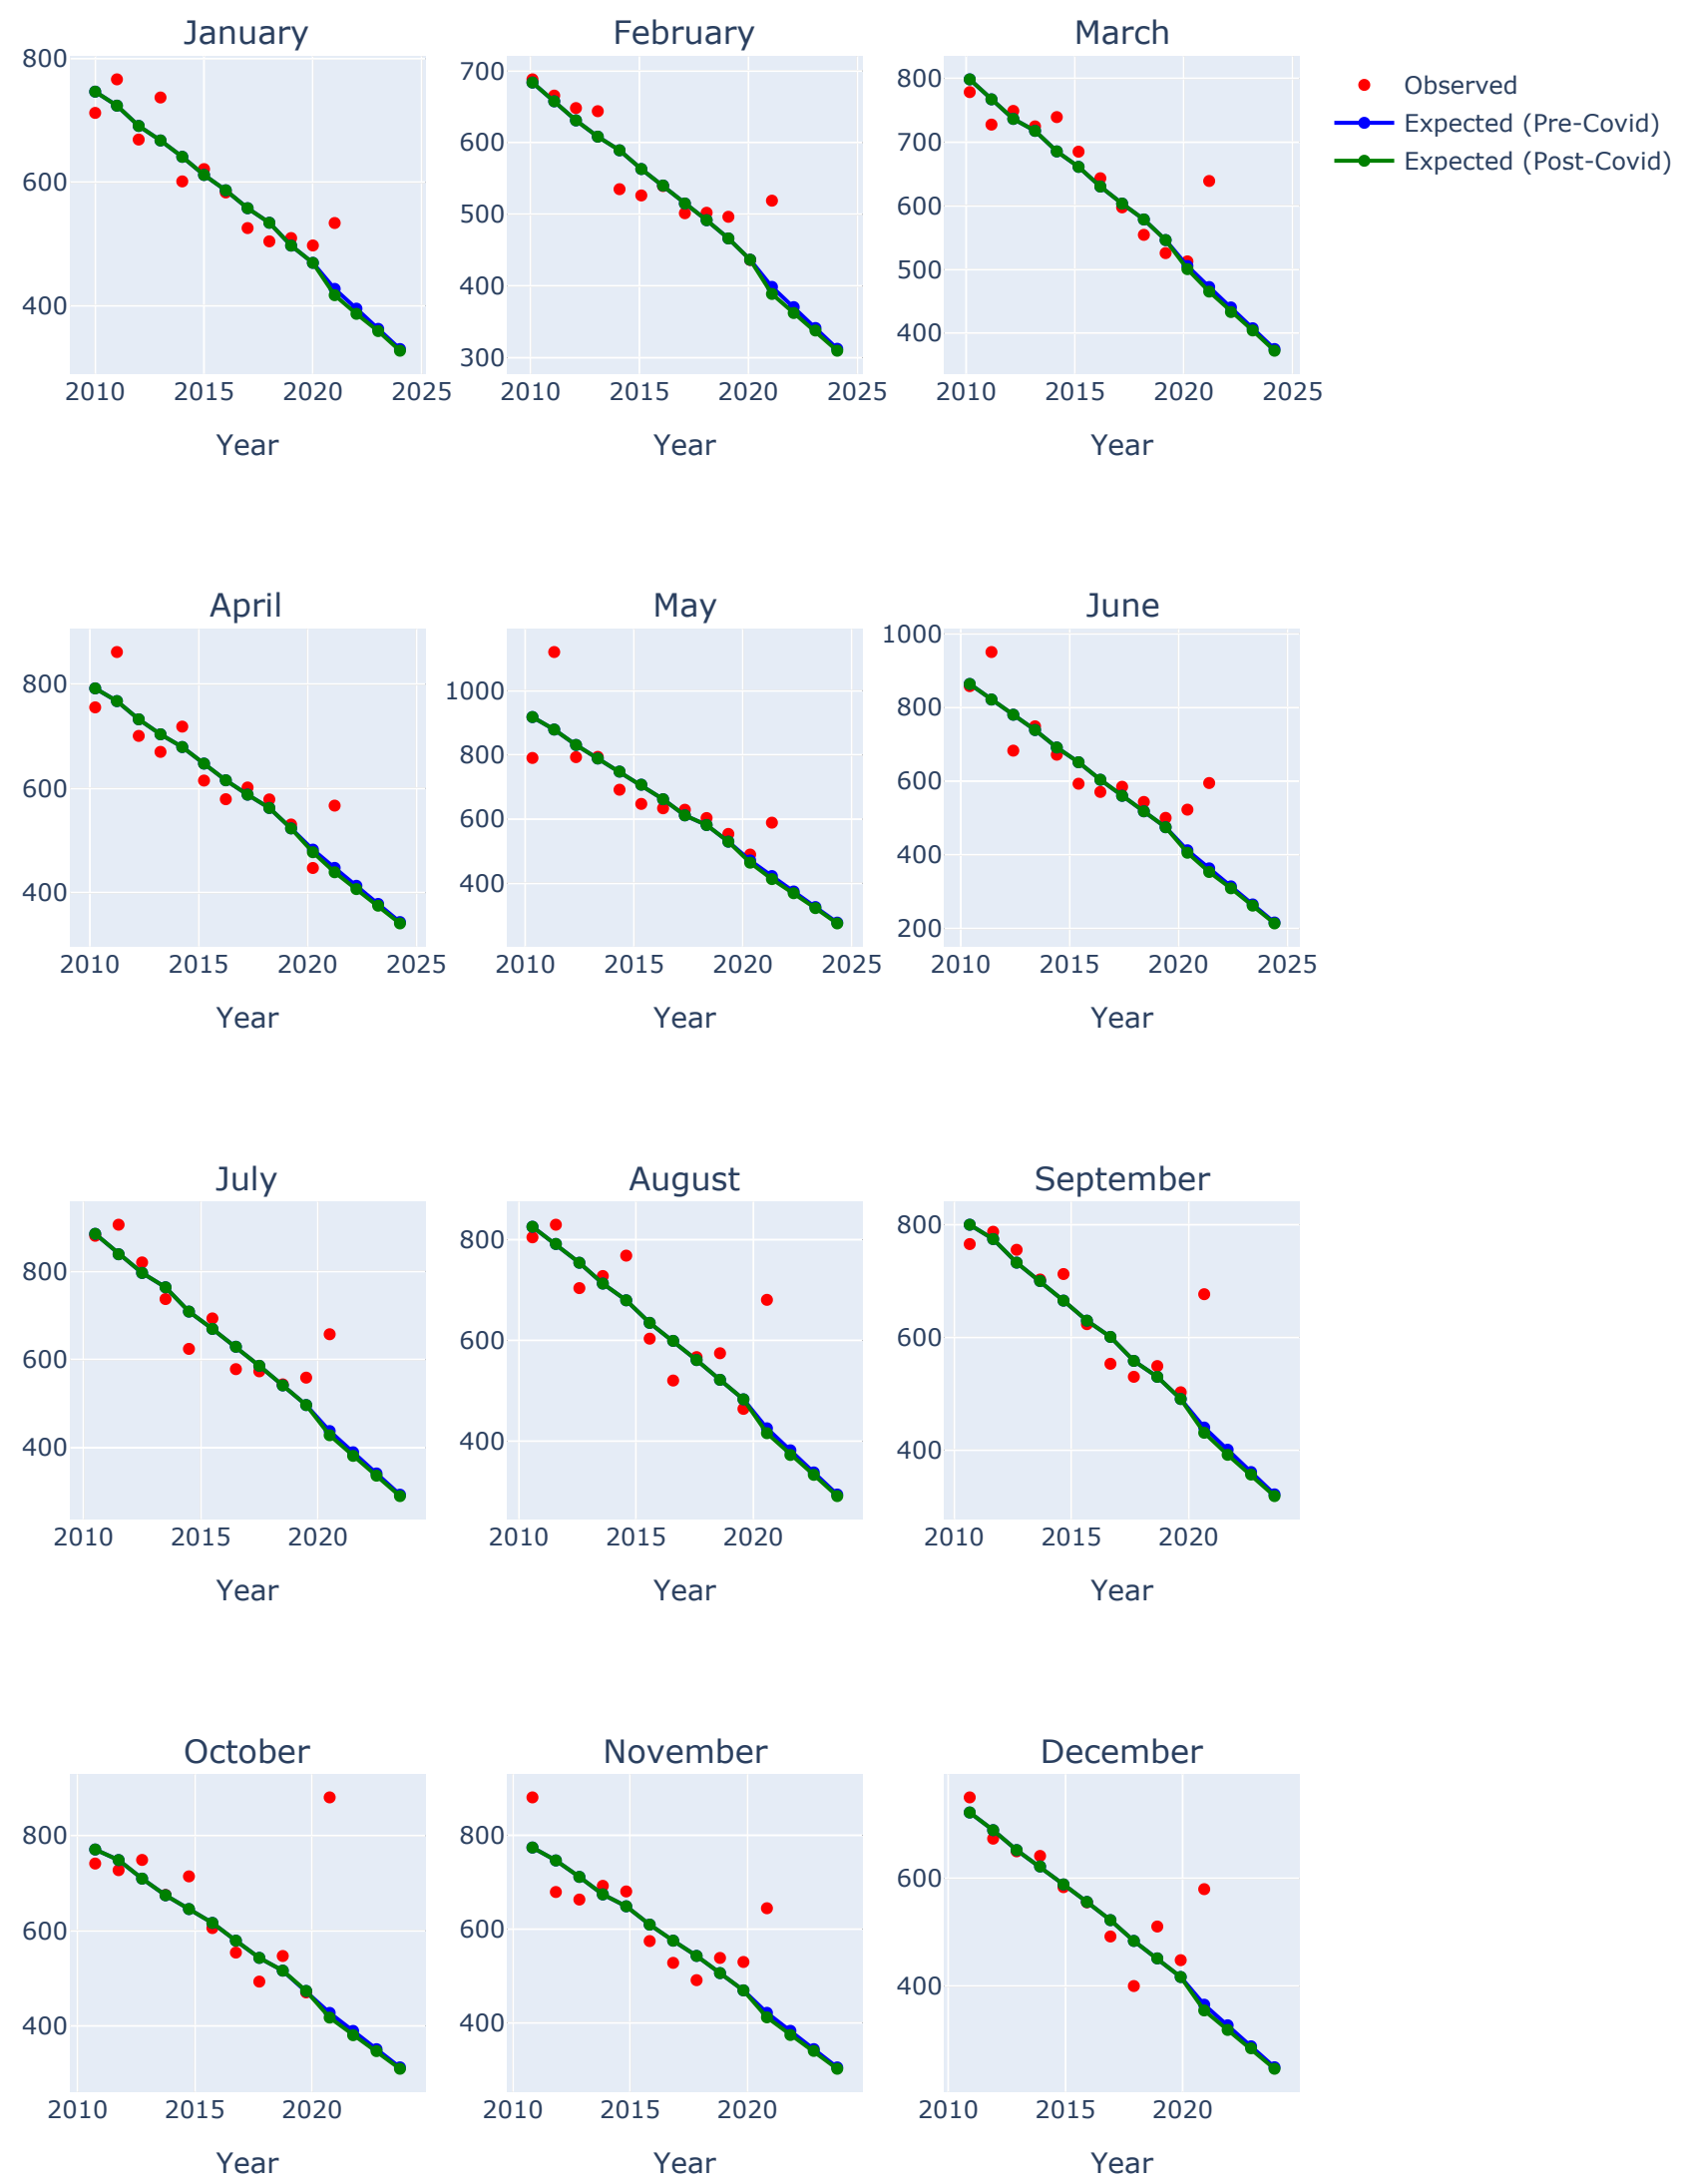 January February March
800
600
400
2010 2015 2020 2025
Year
700
600
500
400
300
2010 2015 2020 2025
Year
800
700
600
500
400
2010 2015 2020 2025
Year
Observed
Expected (Pre-Covid)
Expected (Post-Covid)
April May June
800
600
400
2010 2015 2020 2025
Year
1000
800
600
400
2010 2015 2020 2025
Year
1000
800
600
400
200
2010 2015 2020 2025
Year
July August September
800
600
400
2010 2015 2020
Year
800
600
400
2010 2015 2020
Year
800
600
400
2010 2015 2020
Year
October November December
800
600
400
2010 2015 2020
Year
800
600
400
2010 2015 2020
Year
600
400
2010 2015 2020
Year